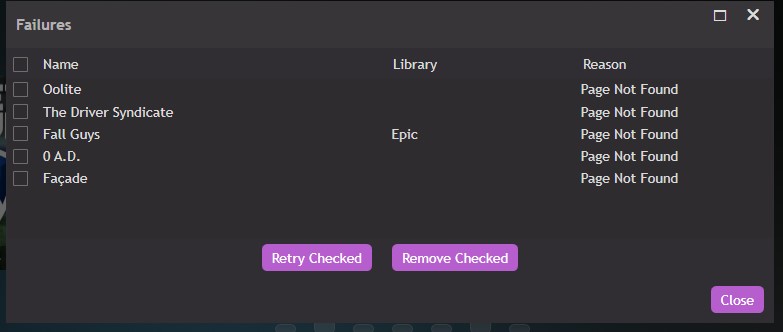 Failures
Name Library Reason
Oolite Page Not Found
The Driver Syndicate Page Not Found
Fall Guys Epic Page Not Found
0 A.D. Page Not Found
Façade Page Not Found
Retry Checked Remove Checked
Close